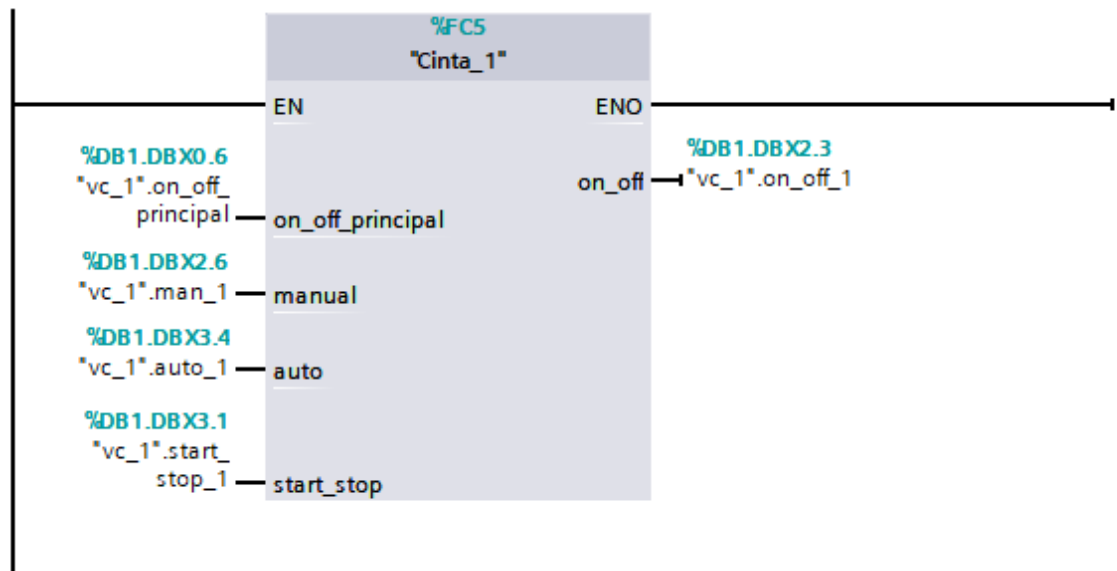 %FC5
"Cinta_1"
EN
ENO
%DB1.DBX0.6
"vc_1".on_off_
principal
on_off_principal
%DB1.DBX2.3
"vc_1".on_off_1
on_off
%DB1.DBX2.6
"vc_1".man_1
manual
%DB1.DBX3.4
"vc_1".auto_1
auto
%DB1.DBX3.1
"vc_1".start_
stop_1
start_stop